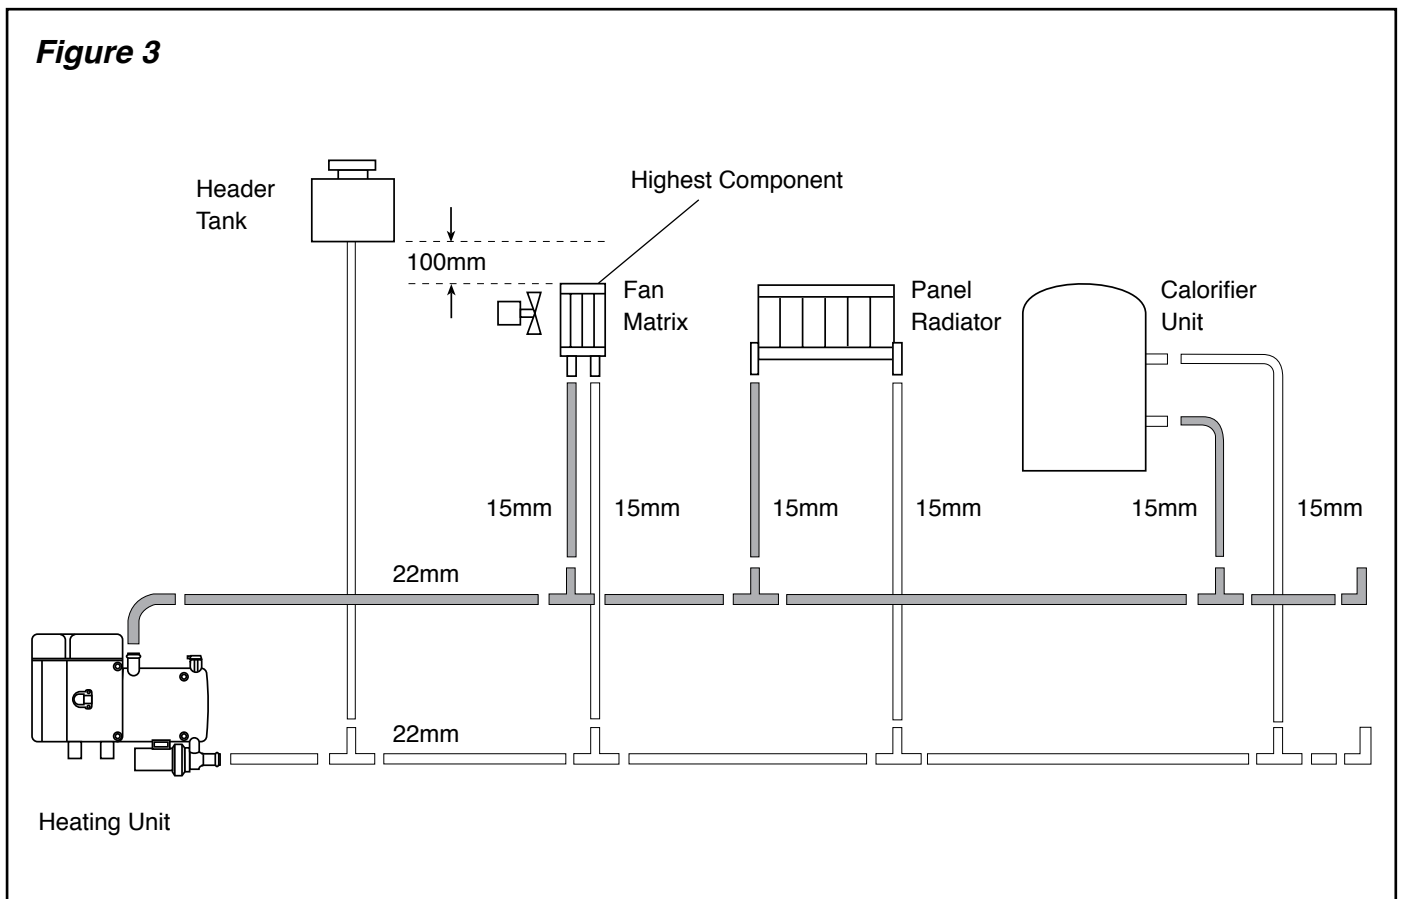 Figure 3
Highest Component
Header
Tank
100mm
Fan
Matrix
Panel
Radiator
Calorifier
Unit
15mm
15mm
15mm
15mm
15mm
15mm
22mm
22mm
Heating Unit